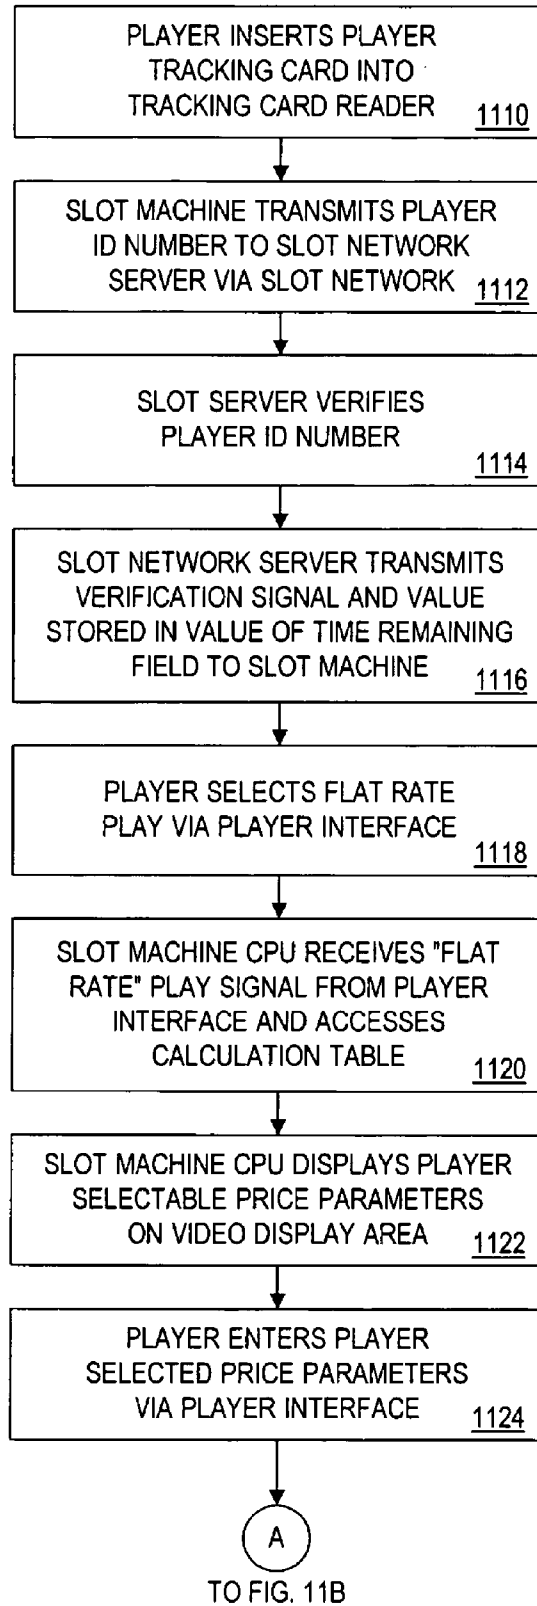 PLAYER INSERTS PLAYER
TRACKING CARD INTO
TRACKING CARD READER
1110
SLOT MACHINE TRANSMITS PLAYER
ID NUMBER TO SLOT NETWORK
SERVER VIA SLOT NETWORK
1112
SLOT SERVER VERIFIES
PLAYER ID NUMBER
1114
SLOT NETWORK SERVER TRANSMITS
VERIFICATION SIGNAL AND VALUE
STORED IN VALUE OF TIME REMAINING
FIELD TO SLOT MACHINE
1116
PLAYER SELECTS FLAT RATE
PLAY VIA PLAYER INTERFACE
1118
SLOT MACHINE CPU RECEIVES "FLAT
RATE" PLAY SIGNAL FROM PLAYER
INTERFACE AND ACCESSES
CALCULATION TABLE
1120
SLOT MACHINE CPU DISPLAYS PLAYER
SELECTABLE PRICE PARAMETERS
ON VIDEO DISPLAY AREA
1122
PLAYER ENTERS PLAYER
SELECTED PRICE PARAMETERS
VIA PLAYER INTERFACE
1124
A
TO FIG. 11B